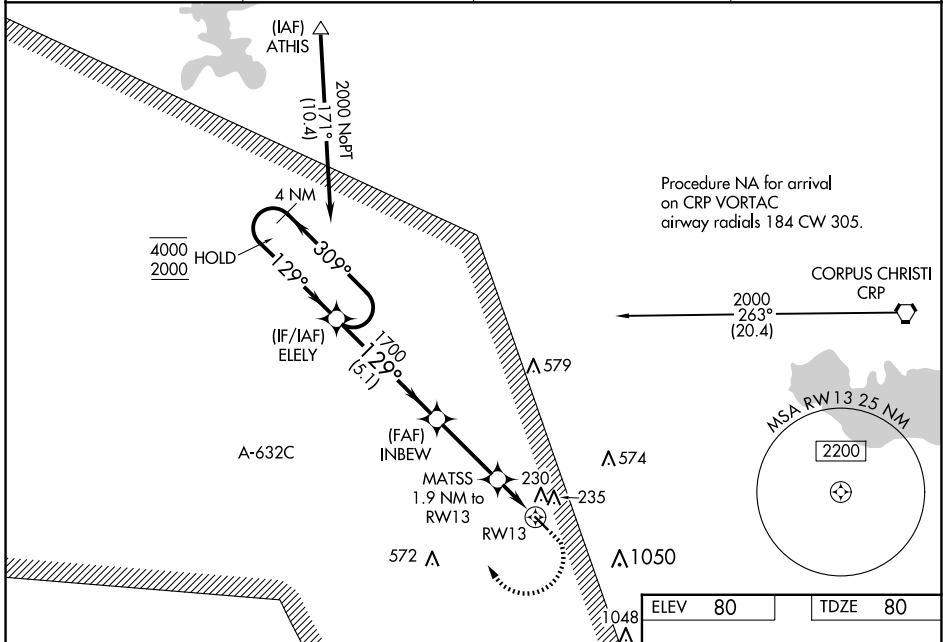 (IAF)
ATHIS
2000 NoPT
171°
(10.4)
4 NM
309°
4000
2000
HOLD
129°
(IF/IAF)
ELELY
1700
129°
(5.1)
Procedure NA for arrival
on CRP VORTAC
airway radials 184 CW 305.
CORPUS CHRISTI
CRP
2000
263°
(20.4)
579
(FAF)
INBEW
A-632C
574
MATSS
1.9 NM to
RW13
230
235
RW13
572
1050
1048
MSA RW13 25 NM
2200
ELEV 80
TDZE 80